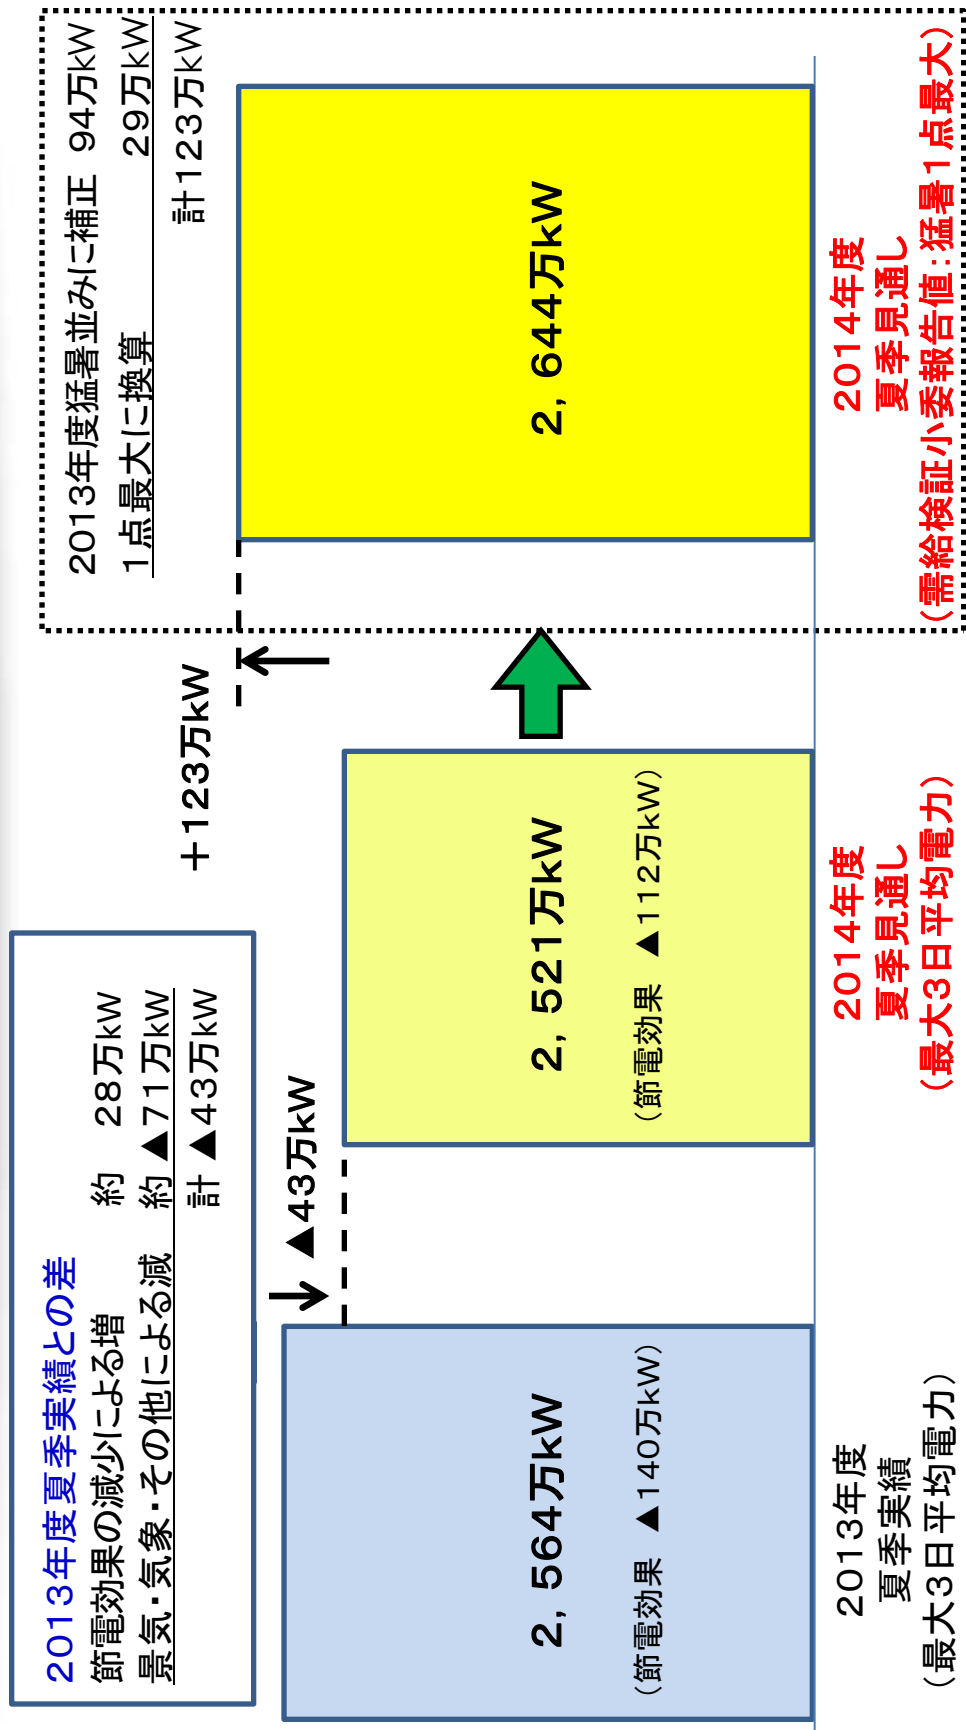 2013年度夏季実績との差
節電効果の減少による増　約　28万kW
景気・気象・その他による減　約▲71万kW
計▲43万kW
▲43万kW
＋123万kW
2013年度猛暑並みに補正　94万kW
1点最大に換算　29万kW
計123万kW
2，564万kW
（節電効果　▲140万kW）
2，521万kW
（節電効果　▲112万kW）
2，644万kW
2013年度
夏季実績
（最大3日平均電力）
2014年度
夏季見通し
（最大3日平均電力）
2014年度
夏季見通し
（需給検証小委報告値：猛暑1点最大）